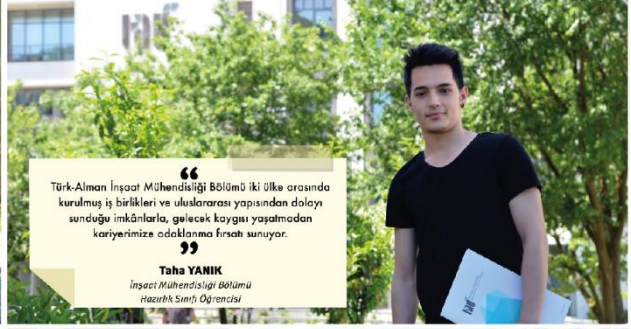 “
Türk-Alman İnşaat Mühendisliği Bölümü iki ülke arasında
kurulmuş iş birlikleri ve uluslararası yapısından dolayı
sunduğu imkânlarla, gelecek kaygısı yaşatmadan
kariyerimize odaklanma fırsatı sunuyor.
”
Taha YANIK
İnşaat Mühendisliği Bölümü
Hazırlık Sınıfı Öğrencisi